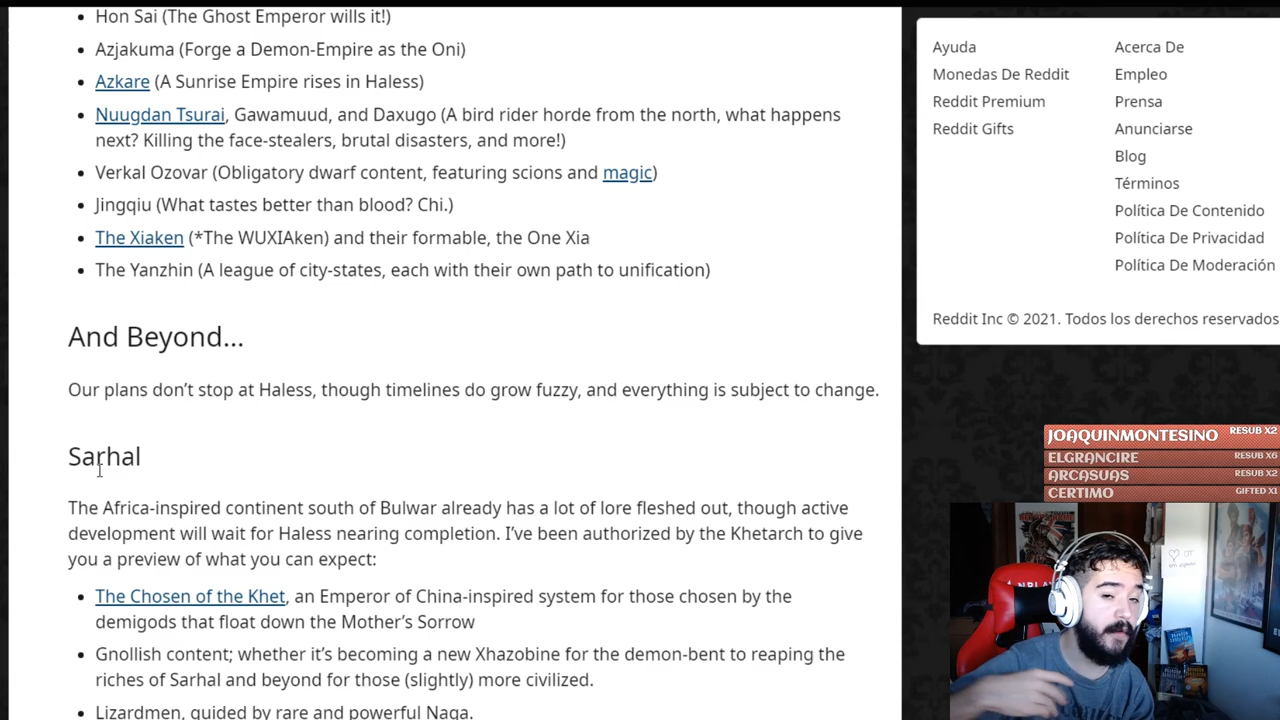 Hon Sai (The Ghost Emperor wills it!)
Azjakuma (Forge a Demon-Empire as the Oni)
Azkare (A Sunrise Empire rises in Haless)
Nuugdan Tsurai, Gawamuud, and Daxugo (A bird rider horde from the north, what happens
next? Killing the face-stealers, brutal disasters, and more!)
Verkal Ozovar (Obligatory dwarf content, featuring scions and magic)
Jingqiu (What tastes better than blood? Chi.)
The Xiaken (*The WUXIAken) and their formable, the One Xia
The Yanzhin (A league of city-states, each with their own path to unification)
And Beyond...
Our plans don’t stop at Haless, though timelines do grow fuzzy, and everything is subject to change.
Sarhal
The Africa-inspired continent south of Bulwar already has a lot of lore fleshed out, though active
development will wait for Haless nearing completion. I’ve been authorized by the Khetarch to give
you a preview of what you can expect:
The Chosen of the Khet, an Emperor of China-inspired system for those chosen by the
demigods that float down the Mother’s Sorrow
Gnollish content; whether it’s becoming a new Xhazobine for the demon-bent to reaping the
riches of Sarhal and beyond for those (slightly) more civilized.
Lizardmen, guided by rare and powerful Naga.
Ayuda
Monedas De Reddit
Reddit Premium
Reddit Gifts
Acerca De
Empleo
Prensa
Anunciarse
Blog
Términos
Política De Contenido
Política De Privacidad
Política De Moderación
Reddit Inc © 2021. Todos los derechos reservados
JOAQUINMONTESINO RESUB X2
ELGRANCIRE RESUB X6
ARCASUAS RESUB X2
CERTIMO GIFTED X1